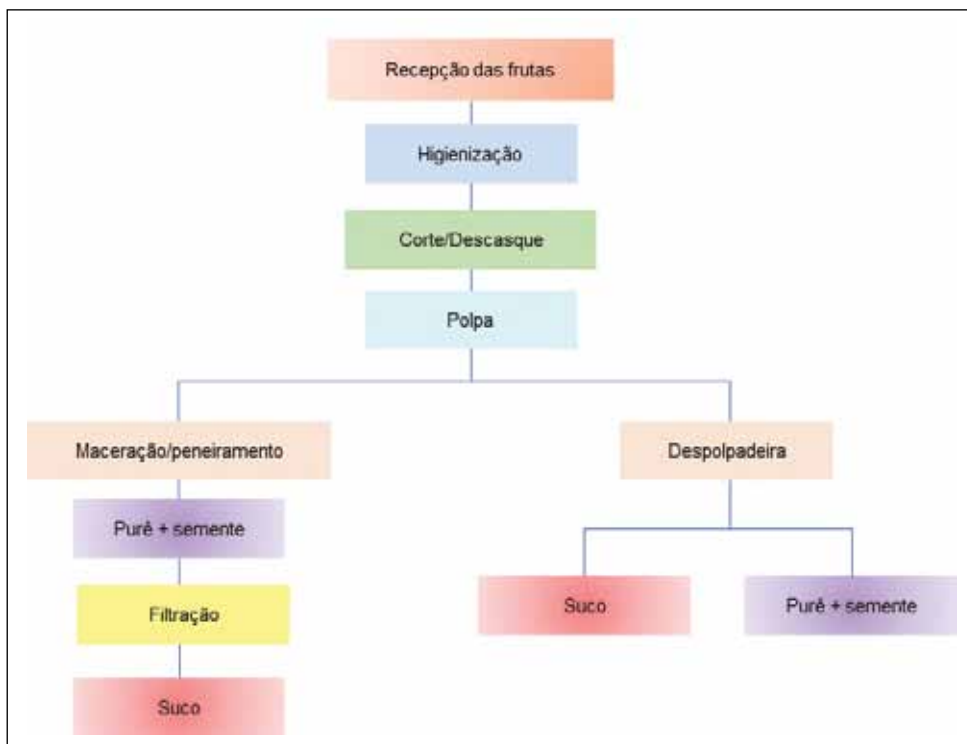 Recepção das frutas
Higienização
Corte/Descasque
Polpa
Maceração/peneiramento
Despolpadeira
Purê + semente
Filtração
Suco
Suco
Purê + semente